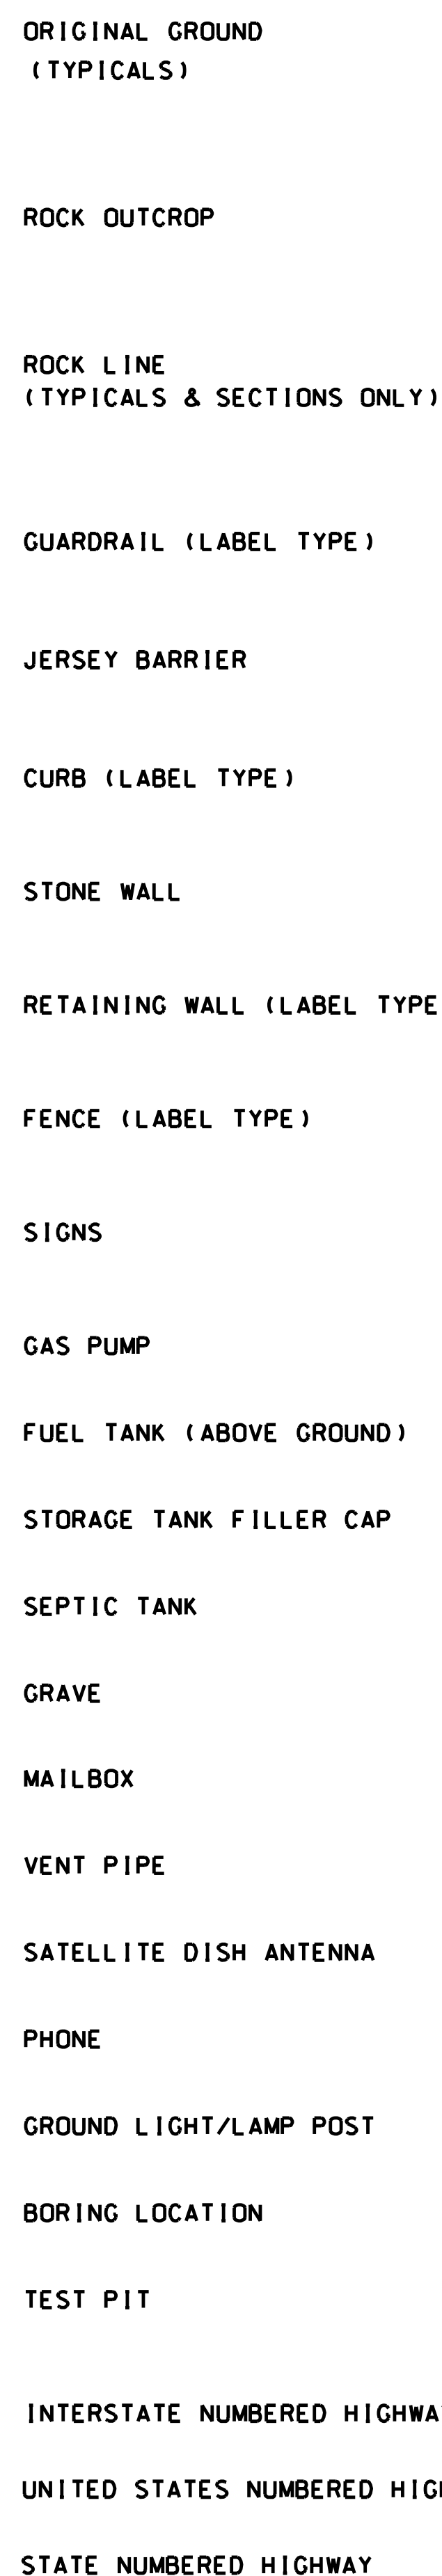 ORIGINAL GROUND
(TYPICALS)
ROCK OUTCROP
ROCK LINE
(TYPICALS & SECTIONS ONLY)
GUARDRAIL (LABEL TYPE)
JERSEY BARRIER
CURB (LABEL TYPE)
STONE WALL
RETAINING WALL (LABEL TYPE
FENCE (LABEL TYPE)
SIGNS
GAS PUMP
FUEL TANK (ABOVE GROUND)
STORAGE TANK FILLER CAP
SEPTIC TANK
GRAVE
MAILBOX
VENT PIPE
SATELLITE DISH ANTENNA
PHONE
GROUND LIGHT/LAMP POST
BORING LOCATION
TEST PIT
INTERSTATE NUMBERED HIGHWA
UNITED STATES NUMBERED HIG
STATE NUMBERED HIGHWAY